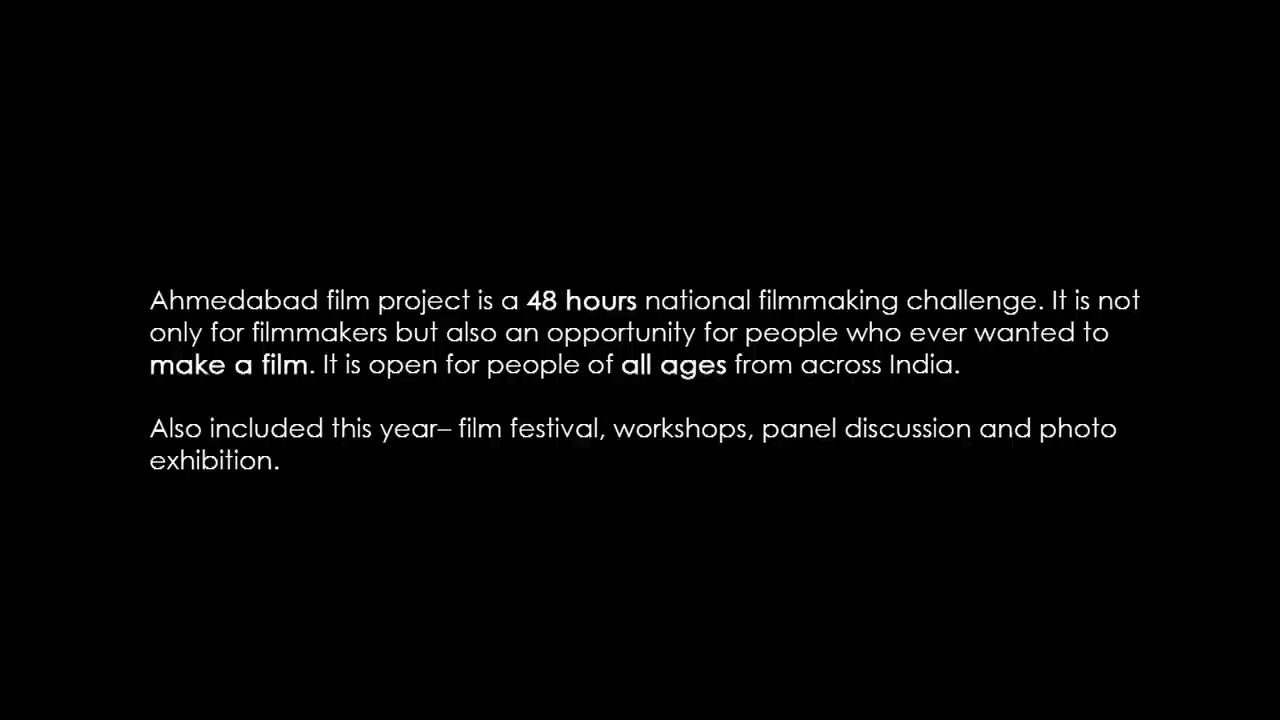 Ahmedabad film project is a 48 hours national filmmaking challenge. It is not
only for filmmakers but also an opportunity for people who ever wanted to
make a film. It is open for people of all ages from across India.
Also included this year– film festival, workshops, panel discussion and photo
exhibition.